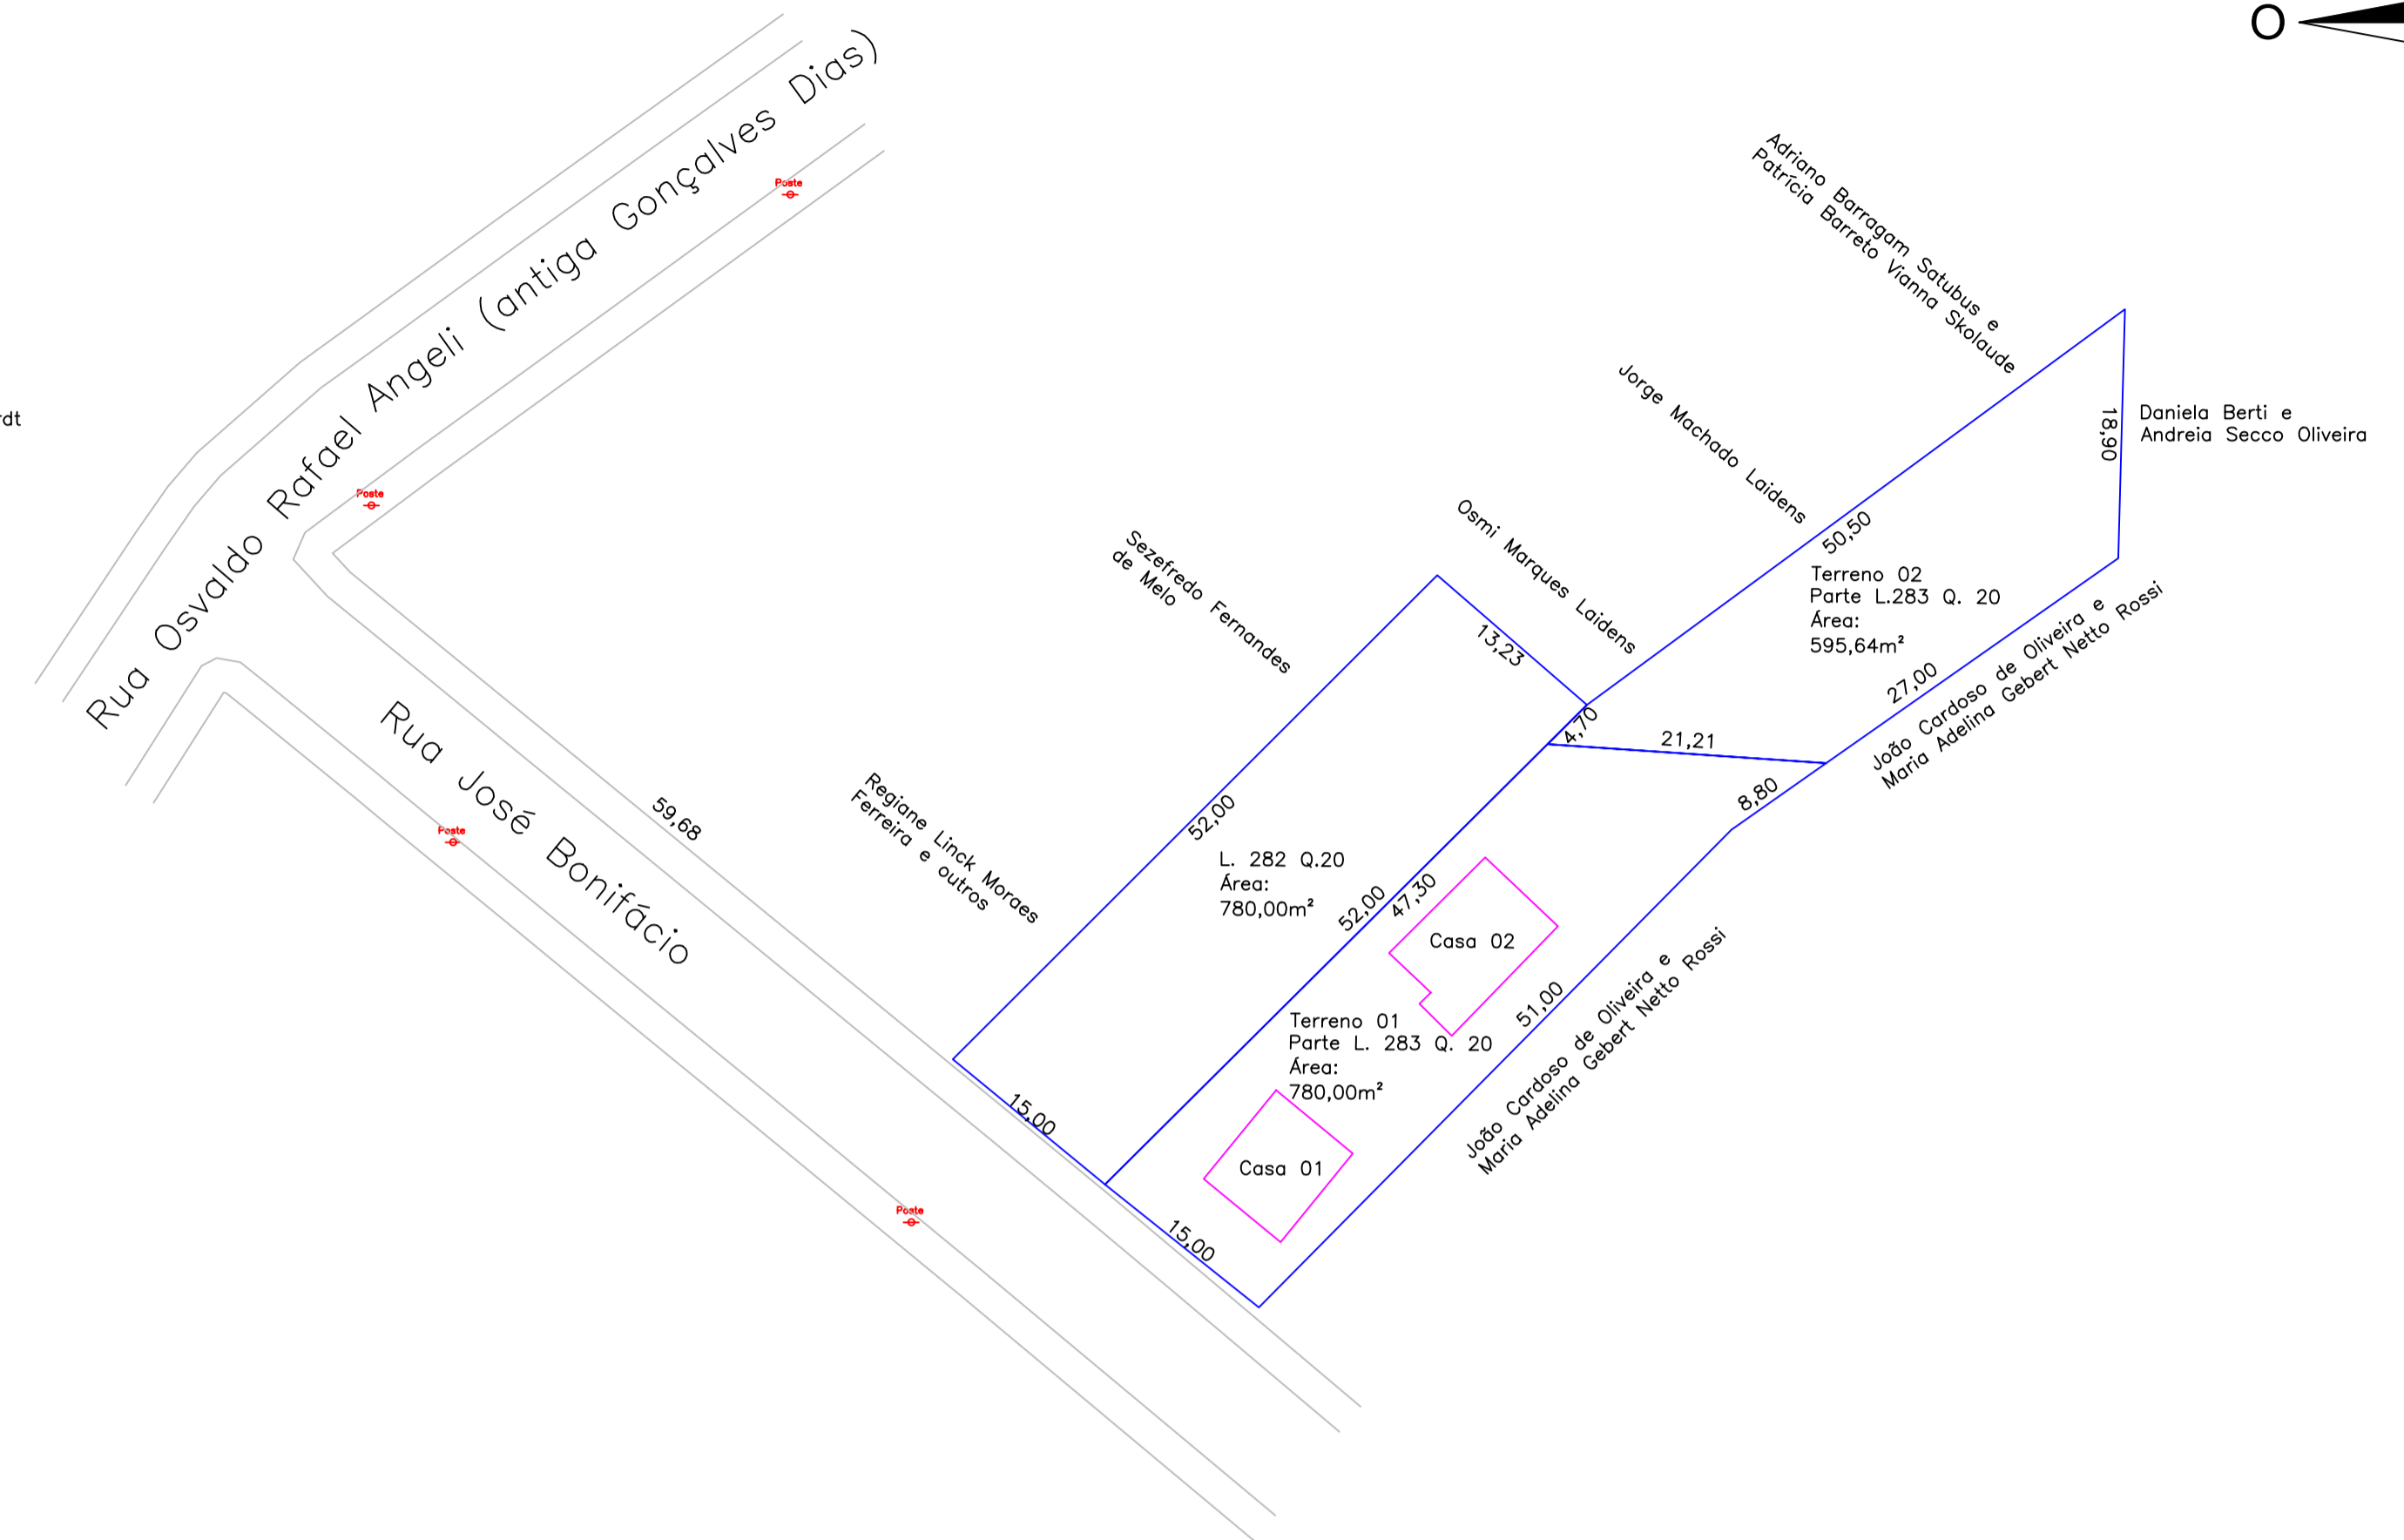 O
rdt
Rua Osvaldo Rafael Angeli (antiga Gonçalves Dias)
Poste
Poste
Rua José Bonifácio
Poste
Poste
59,68
Regiane Linck Moraes
Ferreira e outros
Sezefredo Fernandes
de Melo
Osmi Marques Laidens
Jorge Machado Laidens
Adriano Barragam Satubus e
Patrícia Barreto Vianna Skolaude
Daniela Berti e
Andreia Secco Oliveira
18,90
50,50
Terreno 02
Parte L.283 Q. 20
Área:
595,64m²
27,00
João Cardoso de Oliveira e
Maria Adelina Gebert Netto Rossi
13,23
4,70
21,21
8,80
52,00
L. 282 Q.20
Área:
780,00m²
52,00
47,30
Casa 02
51,00
João Cardoso de Oliveira e
Maria Adelina Gebert Netto Rossi
Terreno 01
Parte L. 283 Q. 20
Área:
780,00m²
Casa 01
15,00
15,00